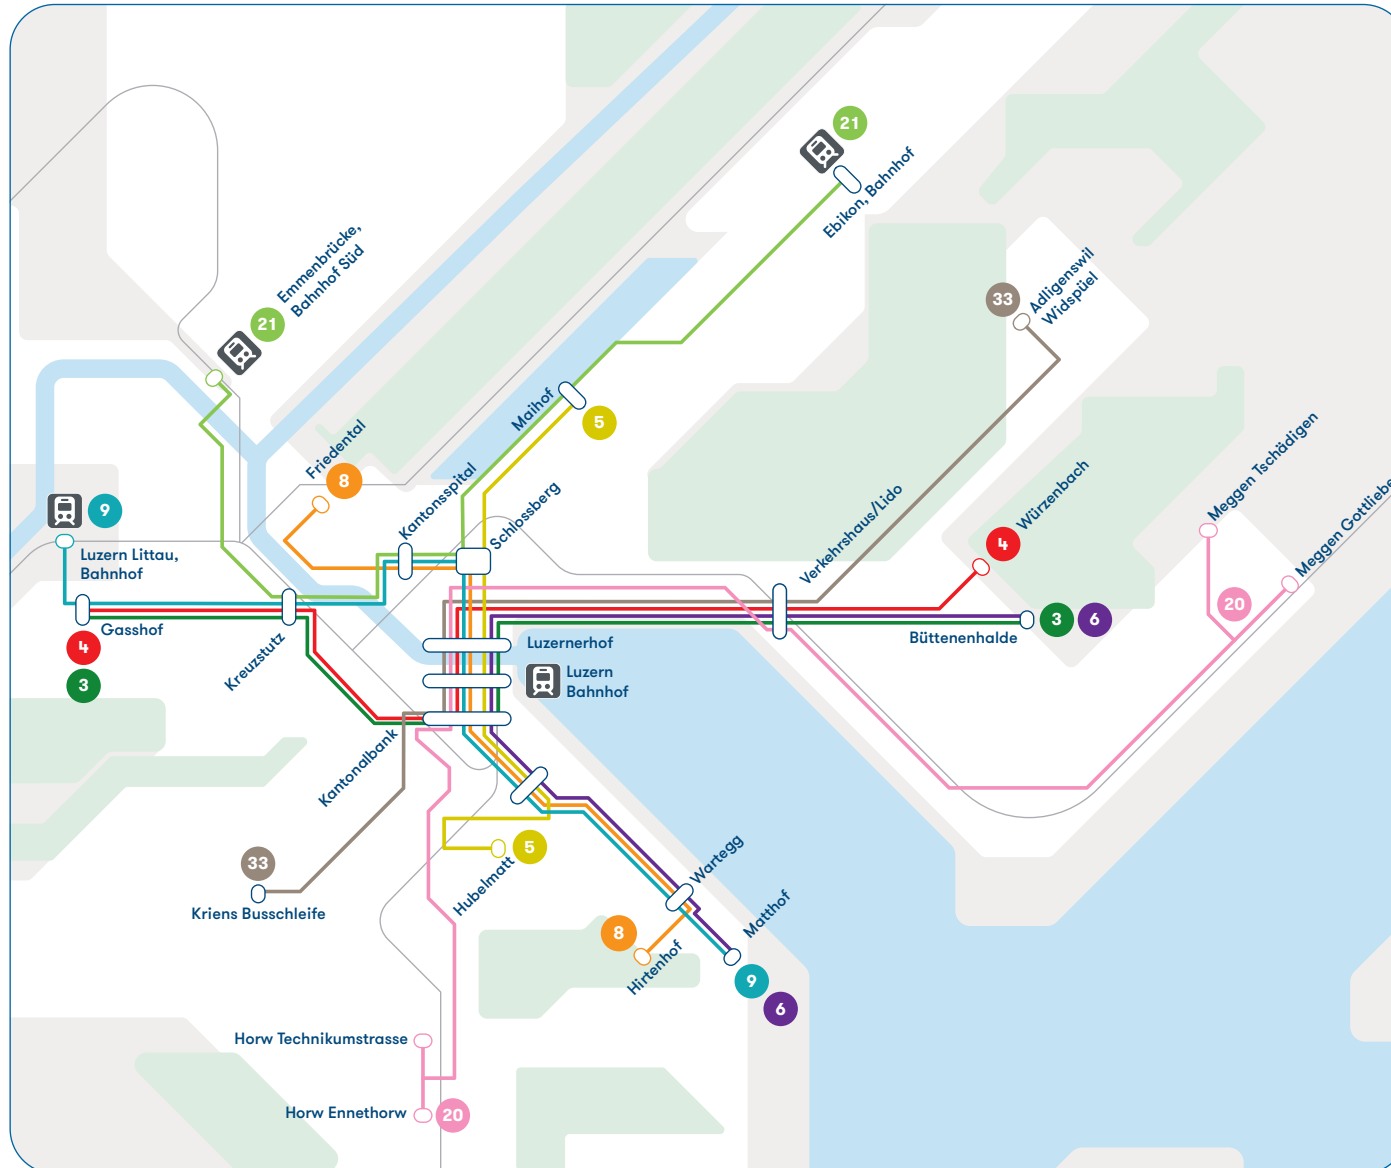 21
Ebikon, Bahnhof
Emmenbrücke,
Bahnhof Süd
21
33
Adligenswil
Widspüel
Maihof
5
Friedental
8
Kantonsspital
Schlossberg
9
Luzern Littau,
Bahnhof
Gasshof
4
3
Kreuzstutz
Verkehrshaus/Lido
4
Würzenbach
Meggen Tschädigen
Meggen Gottliebe
20
Büttenenhalde
3
6
Luzernerhof
Luzern
Bahnhof
Kantonalbank
33
Kriens Busschleife
5
Hubelmatt
Wartegg
8
Hirtenhof
Matthof
9
6
Horw Technikumstrasse
Horw Ennethorw
20